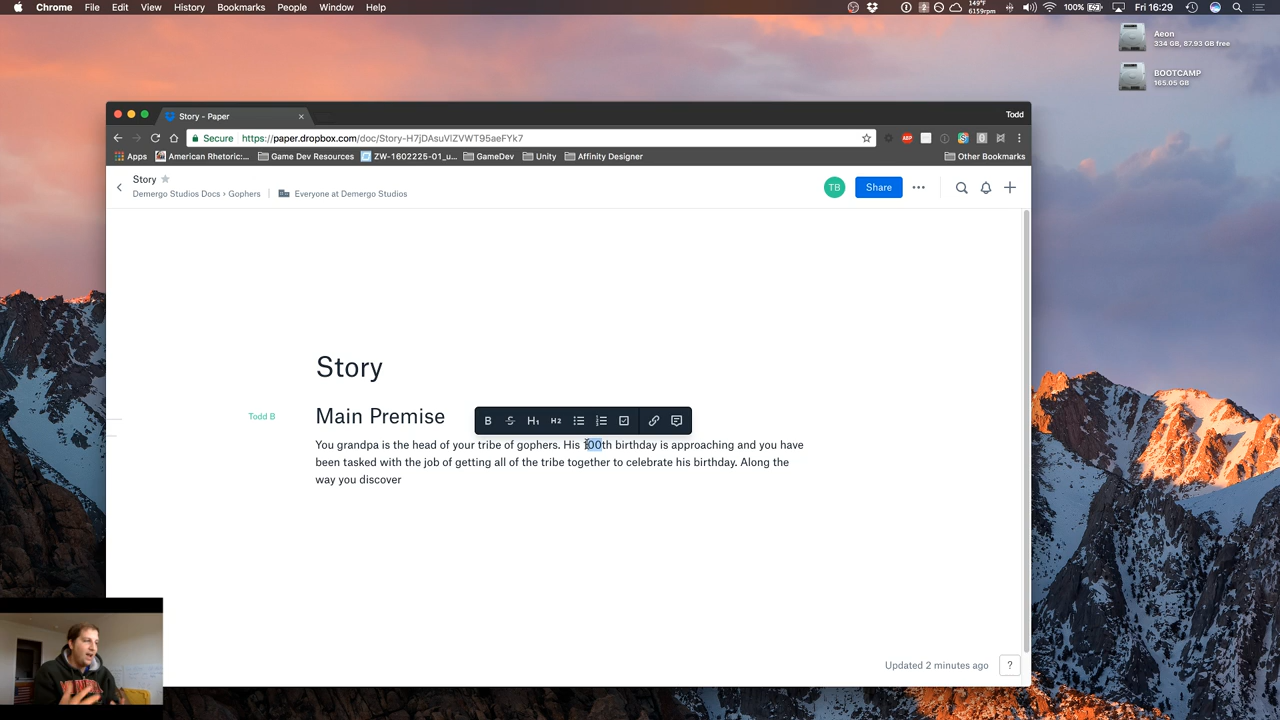 Chrome File Edit View History Bookmarks People Window Help
149°F
6159rpm
100%
Fri 16:29
Aeon
334 GB, 87.93 GB free
BOOTCAMP
165.05 GB
Story - Paper
Todd
Secure https://paper.dropbox.com/doc/Story-H7jDAsuVIZVWT95aeFYk7
Apps American Rhetoric:... Game Dev Resources ZW-1602225-01_u... GameDev Unity Affinity Designer Other Bookmarks
Story
Demergo Studios Docs › Gophers Everyone at Demergo Studios
TB Share
Story
Todd B
Main Premise
B S H1 H2
You grandpa is the head of your tribe of gophers. His 100th birthday is approaching and you have
been tasked with the job of getting all of the tribe together to celebrate his birthday. Along the
way you discover
Updated 2 minutes ago ?